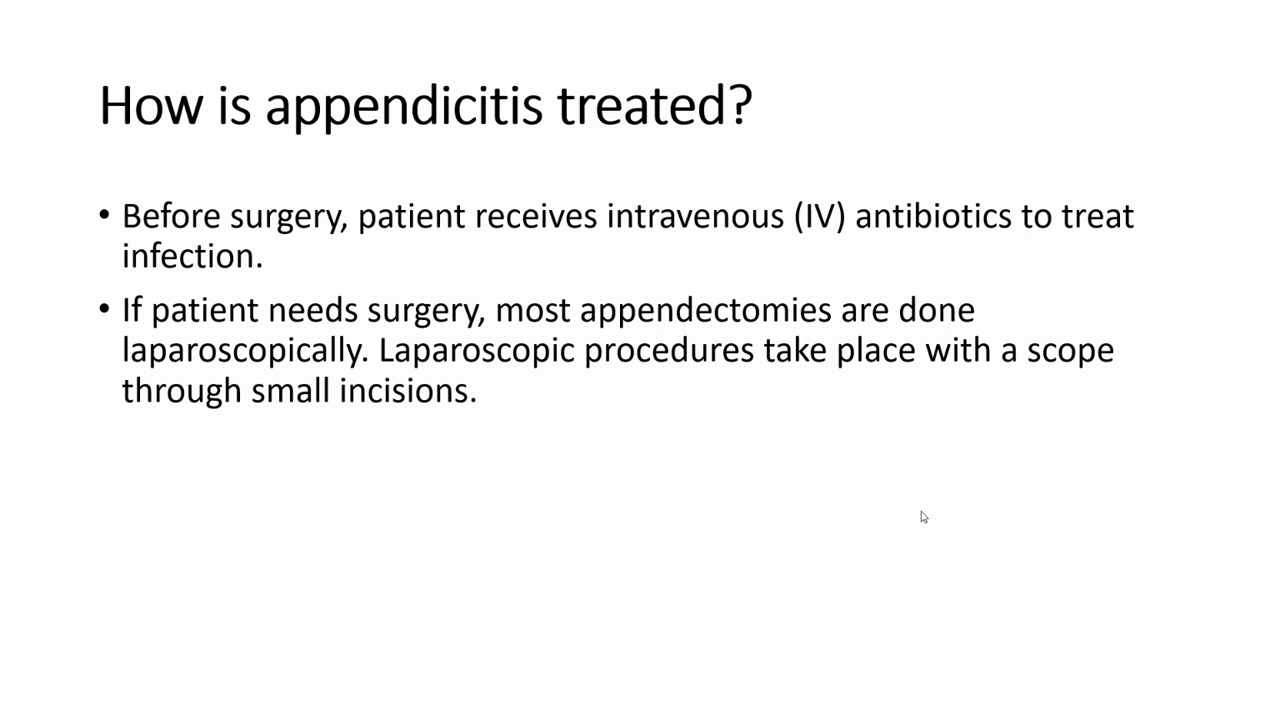 How is appendicitis treated?
• Before surgery, patient receives intravenous (IV) antibiotics to treat
infection.
• If patient needs surgery, most appendectomies are done
laparoscopically. Laparoscopic procedures take place with a scope
through small incisions.